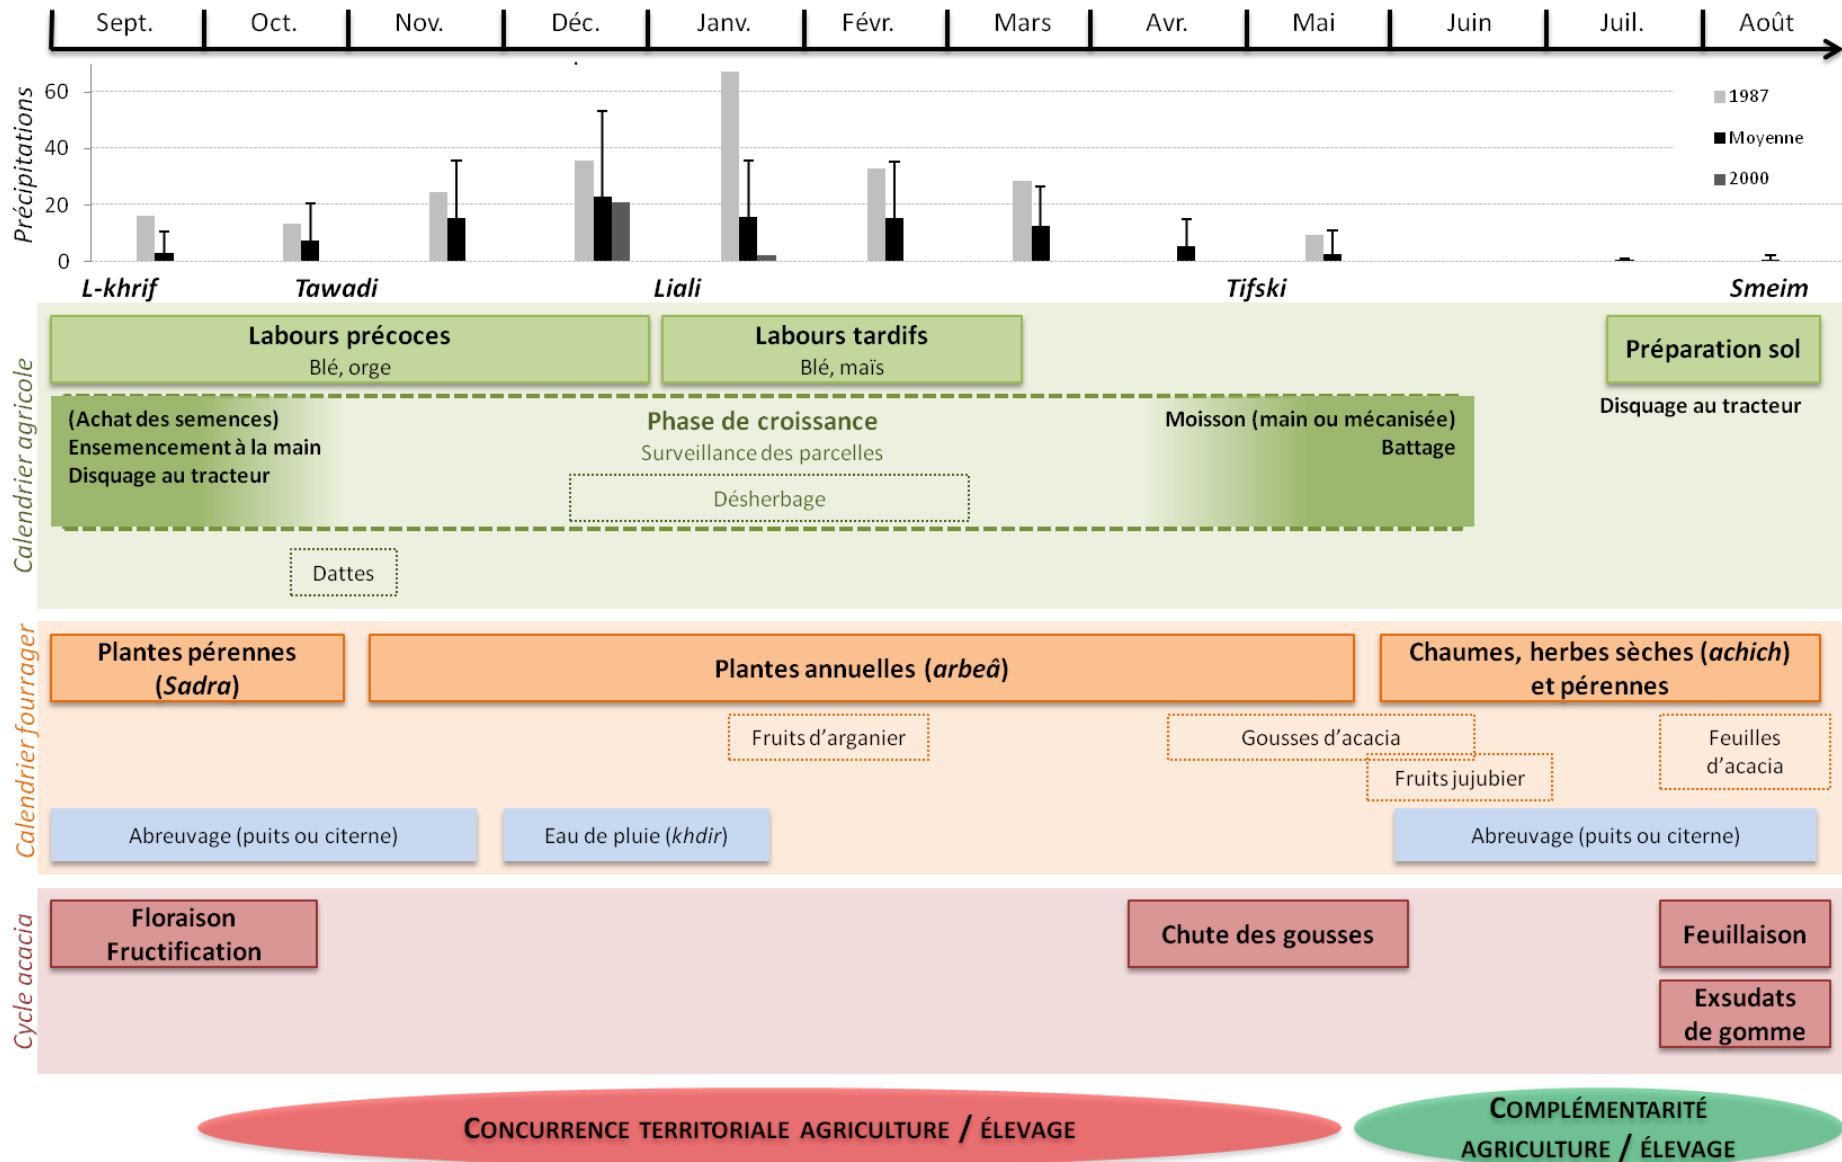 Sept.
Oct.
Nov.
Déc.
Janv.
Févr.
Mars
Avr.
Mai
Juin
Juil.
Août
Précipitations
60
40
20
0
1987
Moyenne
2000
L-khrif
Tawadi
Liali
Tifski
Smeim
Calendrier agricole
Labours précoces
Blé, orge
Labours tardifs
Blé, maïs
Préparation sol
Disquage au tracteur
(Achat des semences)
Ensemencement à la main
Disquage au tracteur
Phase de croissance
Surveillance des parcelles
Désherbage
Moisson (main ou mécanisée)
Battage
Dattes
Calendrier fourrager
Plantes pérennes
(Sadra)
Plantes annuelles (arbeâ)
Chaumes, herbes sèches (achich)
et pérennes
Fruits d'arganier
Gousses d'acacia
Fruits jujubier
Feuilles
d'acacia
Abreuvage (puits ou citerne)
Eau de pluie (khdir)
Abreuvage (puits ou citerne)
Cycle acacia
Floraison
Fructification
Chute des gousses
Feuillaison
Exsudats
de gomme
CONCURRENCE TERRITORIALE AGRICULTURE / ÉLEVAGE
COMPLÉMENTARITÉ
AGRICULTURE / ÉLEVAGE